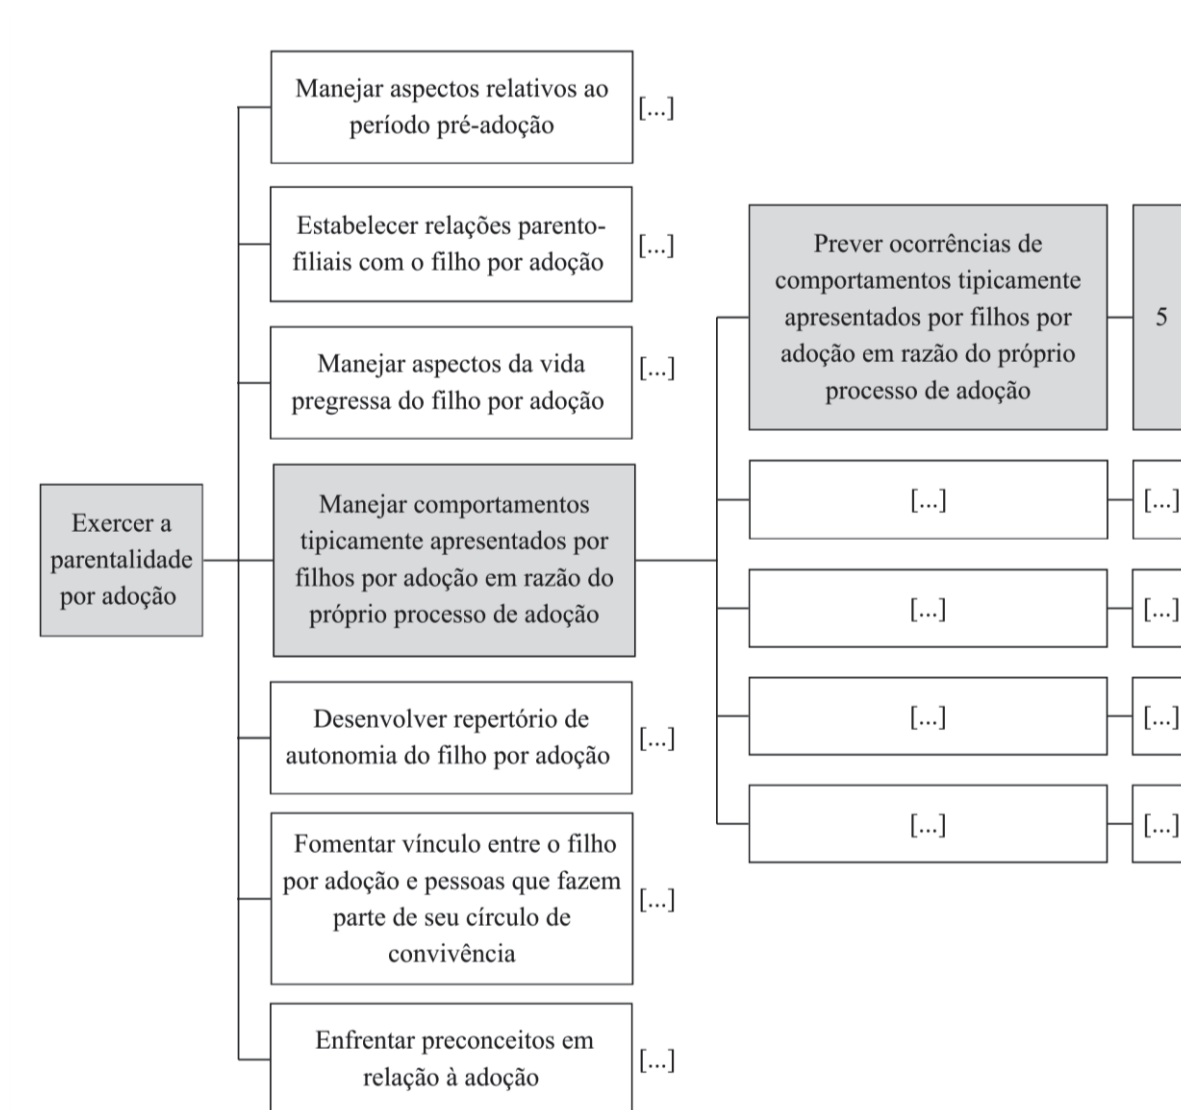 Exercer a
parentalidade
por adoção
Manejar aspectos relativos ao
período pré-adoção
[...]
Estabelecer relações parento-
filiais com o filho por adoção
[...]
Manejar aspectos da vida
pregressa do filho por adoção
[...]
Manejar comportamentos
tipicamente apresentados por
filhos por adoção em razão do
próprio processo de adoção
Desenvolver repertório de
autonomia do filho por adoção
[...]
Fomentar vínculo entre o filho
por adoção e pessoas que fazem
parte de seu círculo de
convivência
[...]
Enfrentar preconceitos em
relação à adoção
[...]
Prever ocorrências de
comportamentos tipicamente
apresentados por filhos por
adoção em razão do próprio
processo de adoção
5
[...]
[...]
[...]
[...]
[...]
[...]
[...]
[...]